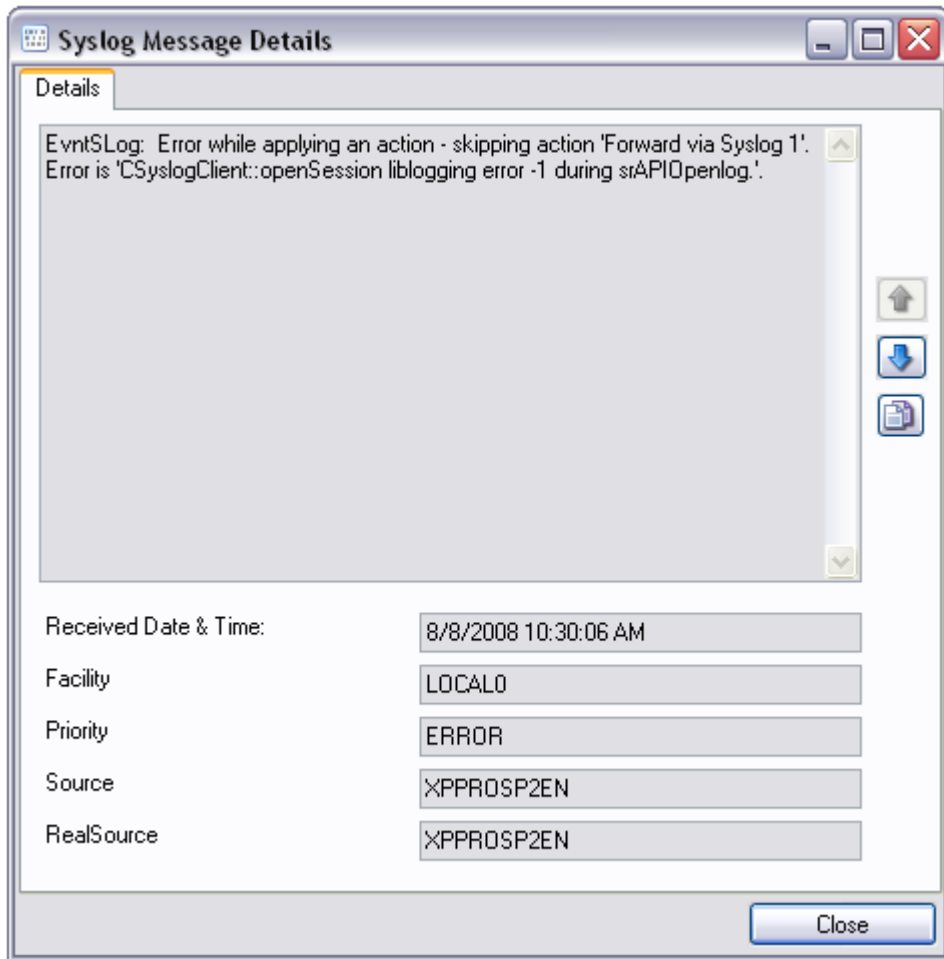 Syslog Message Details
Details
EvntSLog:  Error while applying an action - skipping action 'Forward via Syslog 1'.
Error is 'CSyslogClient::openSession liblogging error -1 during srAPIOpenlog.'.
Received Date & Time:
8/8/2008 10:30:06 AM
Facility
LOCAL0
Priority
ERROR
Source
XPPROSP2EN
RealSource
XPPROSP2EN
Close